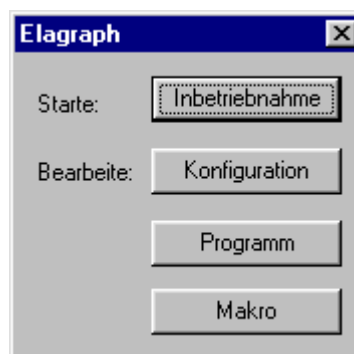 Elagraph
Starte: Inbetriebnahme
Bearbeite: Konfiguration
Programm
Makro